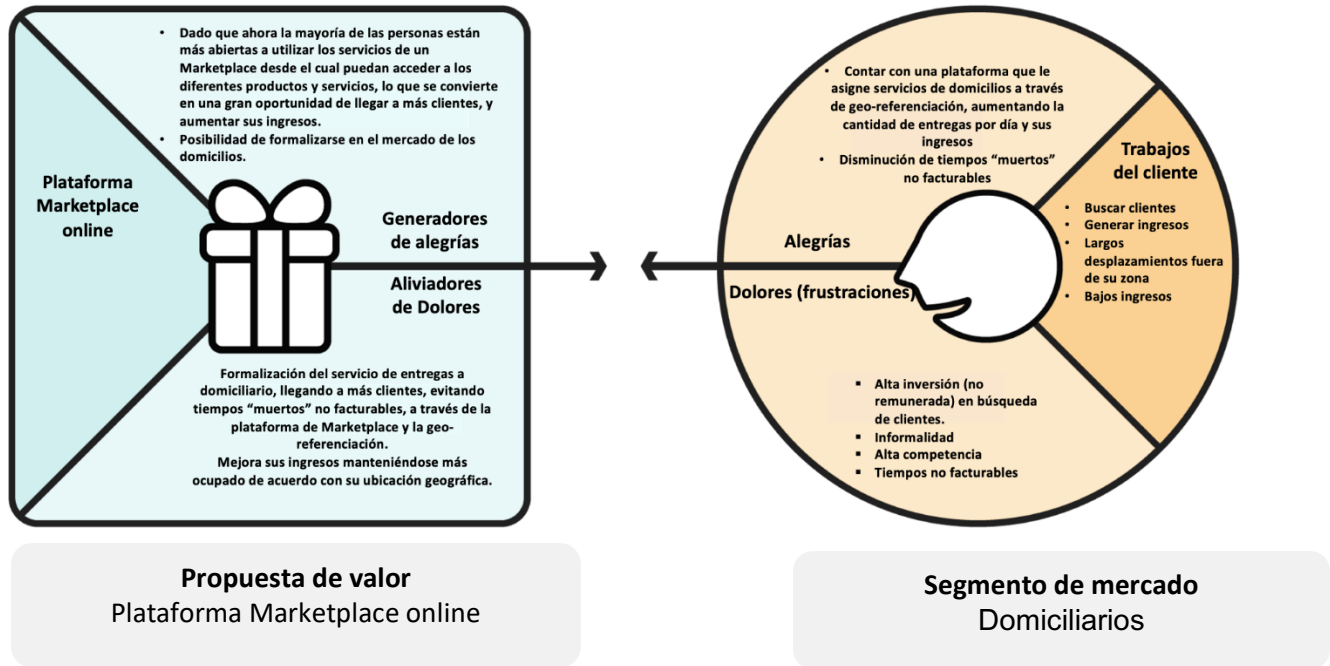 • Dado que ahora la mayoría de las personas están
más abiertas a utilizar los servicios de un
Marketplace desde el cual puedan acceder a los
diferentes productos y servicios, lo que se convierte
en una gran oportunidad de llegar a más clientes, y
aumentar sus ingresos.
• Posibilidad de formalizarse en el mercado de los
domicilios.
Plataforma
Marketplace
online
Generadores
de alegrías
Aliviadores
de Dolores
Formalización del servicio de entregas a
domiciliario, llegando a más clientes, evitando
tiempos “muertos” no facturables, a través de la
plataforma de Marketplace y la geo-
referenciación.
Mejora sus ingresos manteniéndose más
ocupado de acuerdo con su ubicación geográfica.
Propuesta de valor
Plataforma Marketplace online
• Contar con una plataforma que le
asigne servicios de domicilios a través
de geo-referenciación, aumentando la
cantidad de entregas por día y sus
ingresos
• Disminución de tiempos “muertos”
no facturables
Alegrías
Dolores (frustraciones)
Trabajos
del cliente
• Buscar clientes
• Generar ingresos
• Largos
desplazamientos fuera
de su zona
• Bajos ingresos
▪ Alta inversión (no
remunerada) en búsqueda
de clientes.
▪ Informalidad
▪ Alta competencia
▪ Tiempos no facturables
Segmento de mercado
Domiciliarios